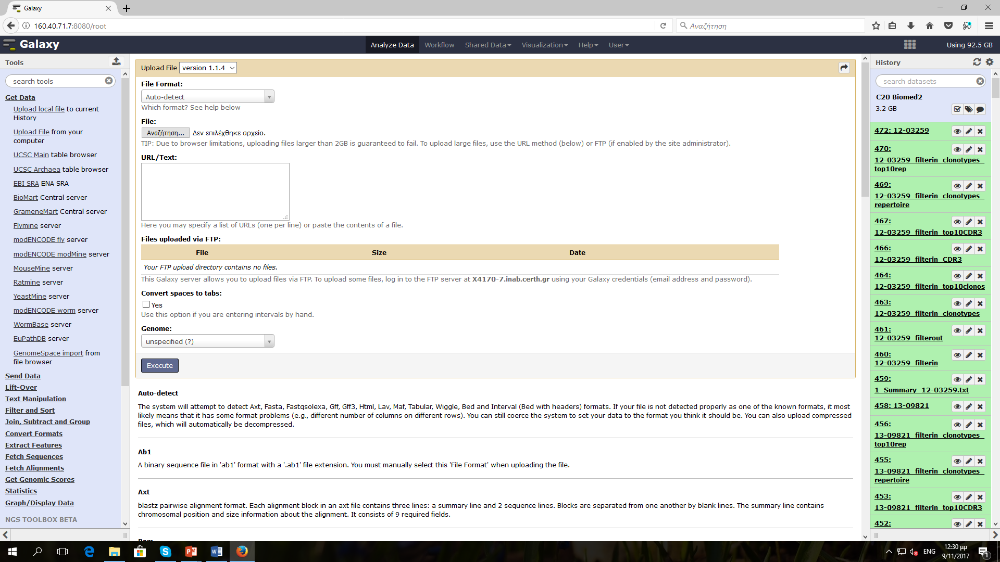 Galaxy
160.40.71.7:8080/root
Αναζήτηση
Galaxy
Analyze Data
Workflow
Shared Data
Visualization
Help
User
Using 92.5 GB
Tools
search tools
Get Data
Upload local file to current
History
Upload File from your
computer
UCSC Main table browser
UCSC Archaea table browser
EBI SRA ENA SRA
BioMart Central server
GrameneMart Central server
Flymine server
modENCODE fly server
modENCODE modMine server
MouseMine server
Ratmine server
YeastMine server
modENCODE worm server
WormBase server
EuPathDB server
GenomeSpace import from
file browser
Send Data
Lift-Over
Text Manipulation
Filter and Sort
Join, Subtract and Group
Convert Formats
Extract Features
Fetch Sequences
Fetch Alignments
Get Genomic Scores
Statistics
Graph/Display Data
NGS TOOLBOX BETA
Upload File version 1.1.4
File Format:
Auto-detect
Which format? See help below
File:
Αναζήτηση... Δεν επιλέχθηκε αρχείο.
TIP: Due to browser limitations, uploading files larger than 2GB is guaranteed to fail. To upload large files, use the URL method (below) or FTP (if enabled by the site administrator).
URL/Text:
Here you may specify a list of URLs (one per line) or paste the contents of a file.
Files uploaded via FTP:
File Size Date
Your FTP upload directory contains no files.
This Galaxy server allows you to upload files via FTP. To upload some files, log in to the FTP server at X4170-7.inab.certh.gr using your Galaxy credentials (email address and password).
Convert spaces to tabs:
Yes
Use this option if you are entering intervals by hand.
Genome:
unspecified (?)
Execute
Auto-detect
The system will attempt to detect Axt, Fasta, Fastqsolexa, Gff, Gff3, Html, Lav, Maf, Tabular, Wiggle, Bed and Interval (Bed with headers) formats. If your file is not detected properly as one of the known formats, it most
likely means that it has some format problems (e.g., different number of columns on different rows). You can still coerce the system to set your data to the format you think it should be. You can also upload compressed
files, which will automatically be decompressed.
Ab1
A binary sequence file in 'ab1' format with a '.ab1' file extension. You must manually select this 'File Format' when uploading the file.
Axt
blastz pairwise alignment format. Each alignment block in an axt file contains three lines: a summary line and 2 sequence lines. Blocks are separated from one another by blank lines. The summary line contains
chromosomal position and size information about the alignment. It consists of 9 required fields.
Bam
History
search datasets
C20 Biomed2
3.2 GB
472: 12-03259
470:
12-03259_filterin_clonotypes_
top10rep
469:
12-03259_filterin_clonotypes_
repertoire
467:
12-03259_filterin_top10CDR3
466:
12-03259_filterin_CDR3
464:
12-03259_filterin_top10clonos
463:
12-03259_filterin_clonotypes
461:
12-03259_filterout
460:
12-03259_filterin
459:
1_Summary_12-03259.txt
458: 13-09821
456:
13-09821_filterin_clonotypes_
top10rep
455:
13-09821_filterin_clonotypes_
repertoire
453:
13-09821_filterin_top10CDR3
452:
ENG
12:30 μμ
9/11/2017
1